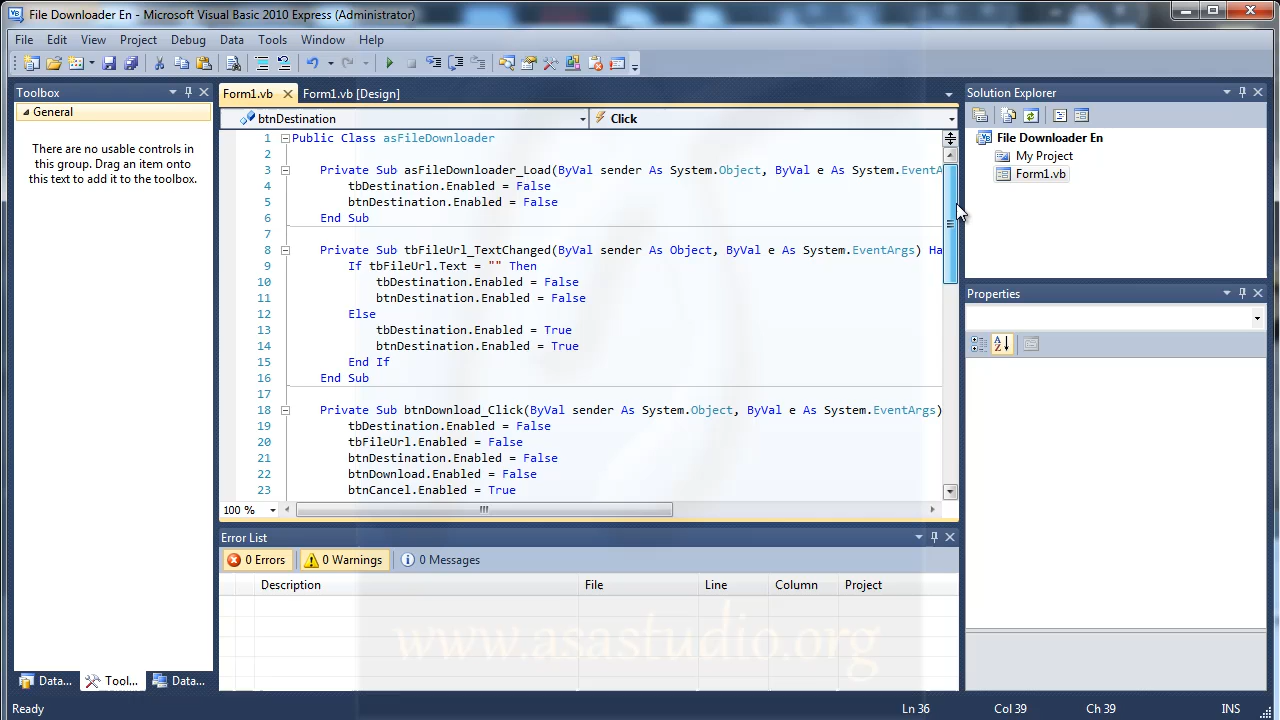 File Downloader En - Microsoft Visual Basic 2010 Express (Administrator)
File Edit View Project Debug Data Tools Window Help
Toolbox
General
There are no usable controls in
this group. Drag an item onto
this text to add it to the toolbox.
Data... Tool... Data...
Form1.vb Form1.vb [Design]
btnDestination Click
1 Public Class asFileDownloader
2
3 Private Sub asFileDownloader_Load(ByVal sender As System.Object, ByVal e As System.EventA
4 tbDestination.Enabled = False
5 btnDestination.Enabled = False
6 End Sub
7
8 Private Sub tbFileUrl_TextChanged(ByVal sender As Object, ByVal e As System.EventArgs) Ha
9 If tbFileUrl.Text = "" Then
10 tbDestination.Enabled = False
11 btnDestination.Enabled = False
12 Else
13 tbDestination.Enabled = True
14 btnDestination.Enabled = True
15 End If
16 End Sub
17
18 Private Sub btnDownload_Click(ByVal sender As System.Object, ByVal e As System.EventArgs)
19 tbDestination.Enabled = False
20 tbFileUrl.Enabled = False
21 btnDestination.Enabled = False
22 btnDownload.Enabled = False
23 btnCancel.Enabled = True
100 %
Error List
0 Errors 0 Warnings 0 Messages
Description File Line Column Project
www.asastudio.org
Solution Explorer
File Downloader En
My Project
Form1.vb
Properties
Ready Ln 36 Col 39 Ch 39 INS